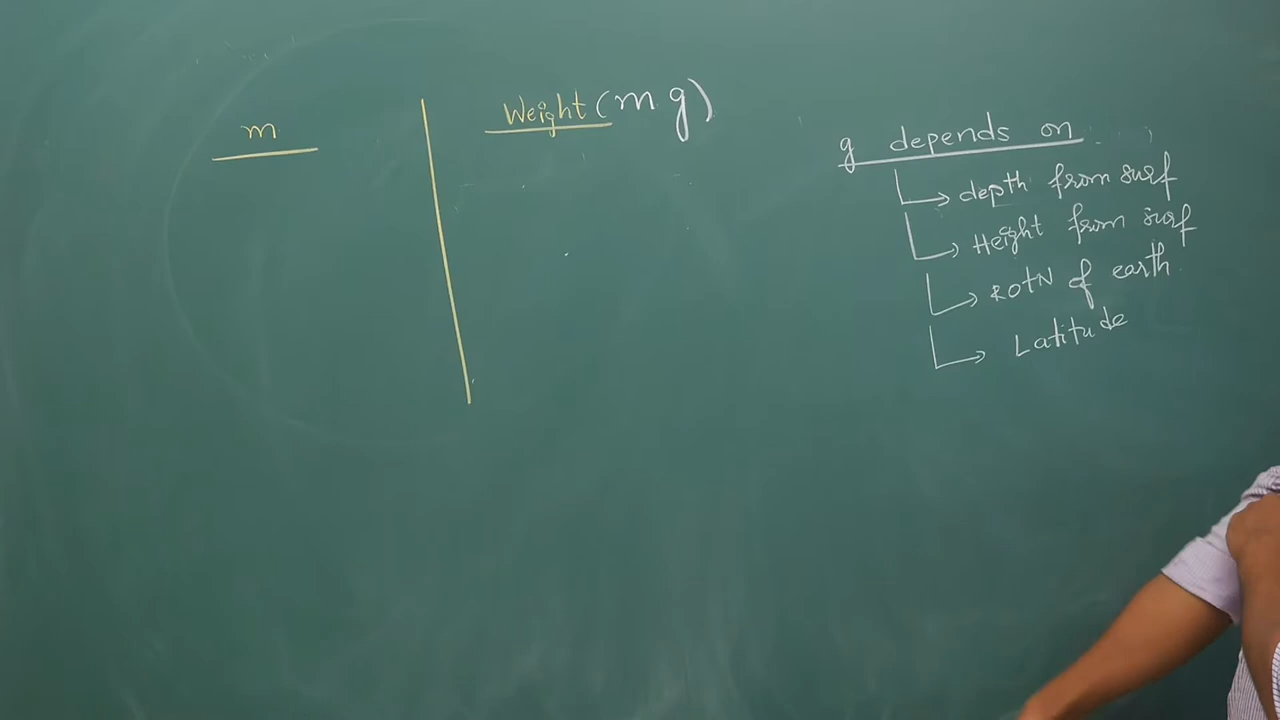 m
Weight (mg)
g depends on
depth from surf
Height from surf
ROTN of earth
Latitude